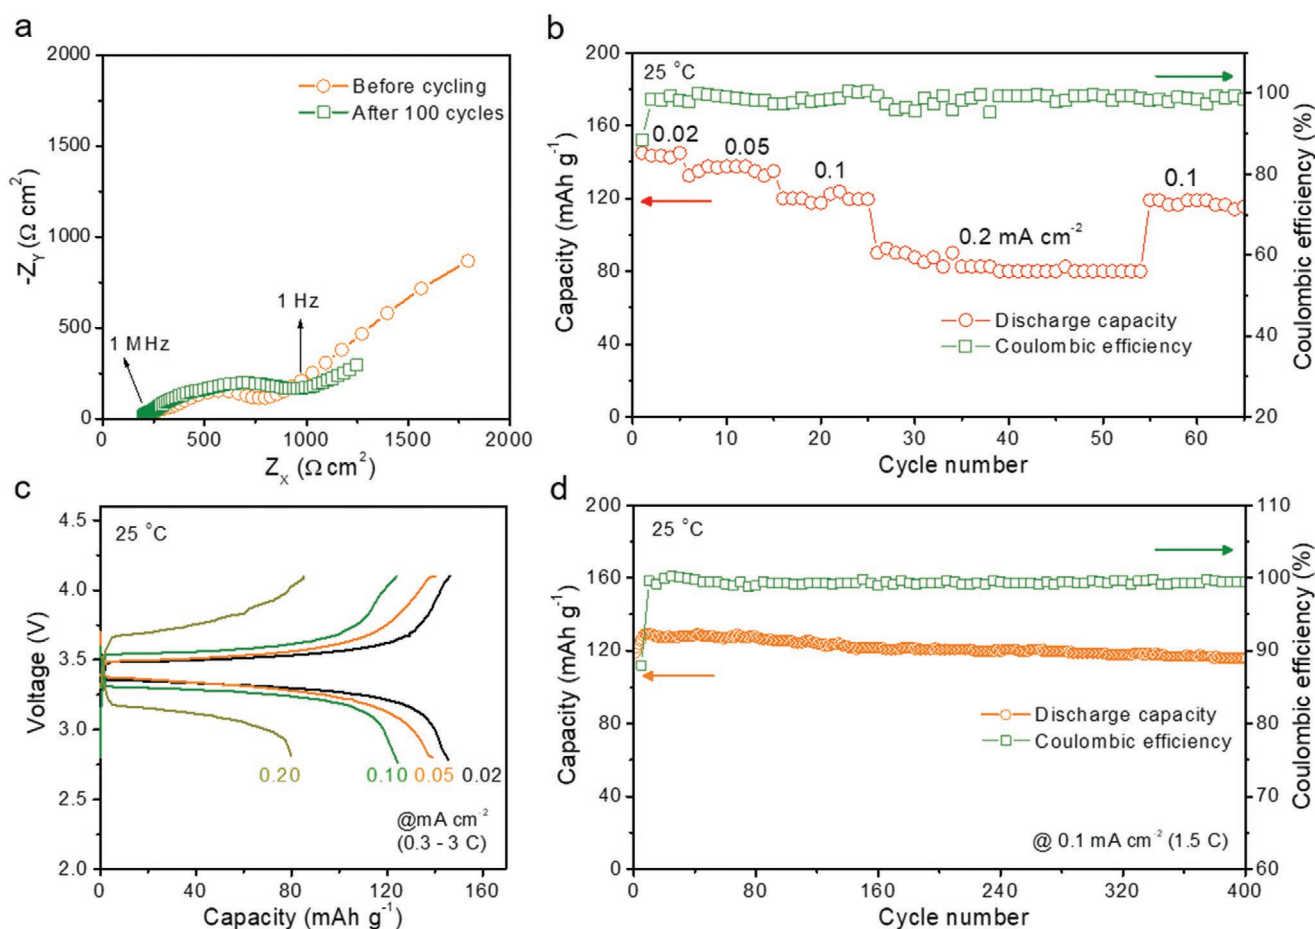 a
2000
1500
1000
500
0
0
500
1000
1500
2000
-Z_Y (Ω cm²)
Z_X (Ω cm²)
Before cycling
After 100 cycles
1 MHz
1 Hz
b
200
160
120
80
40
0
0
10
20
30
40
50
60
100
80
60
40
20
Capacity (mAh g⁻¹)
Coulombic efficiency (%)
Cycle number
25 °C
0.02
0.05
0.1
0.2 mA cm⁻²
0.1
Discharge capacity
Coulombic efficiency
c
4.5
4.0
3.5
3.0
2.5
2.0
0
40
80
120
160
Voltage (V)
Capacity (mAh g⁻¹)
25 °C
0.20
0.10
0.05
0.02
@mA cm⁻²
(0.3 - 3 C)
d
200
160
120
80
40
0
0
80
160
240
320
400
110
100
90
80
70
60
Capacity (mAh g⁻¹)
Coulombic efficiency (%)
Cycle number
25 °C
Discharge capacity
Coulombic efficiency
@ 0.1 mA cm⁻² (1.5 C)